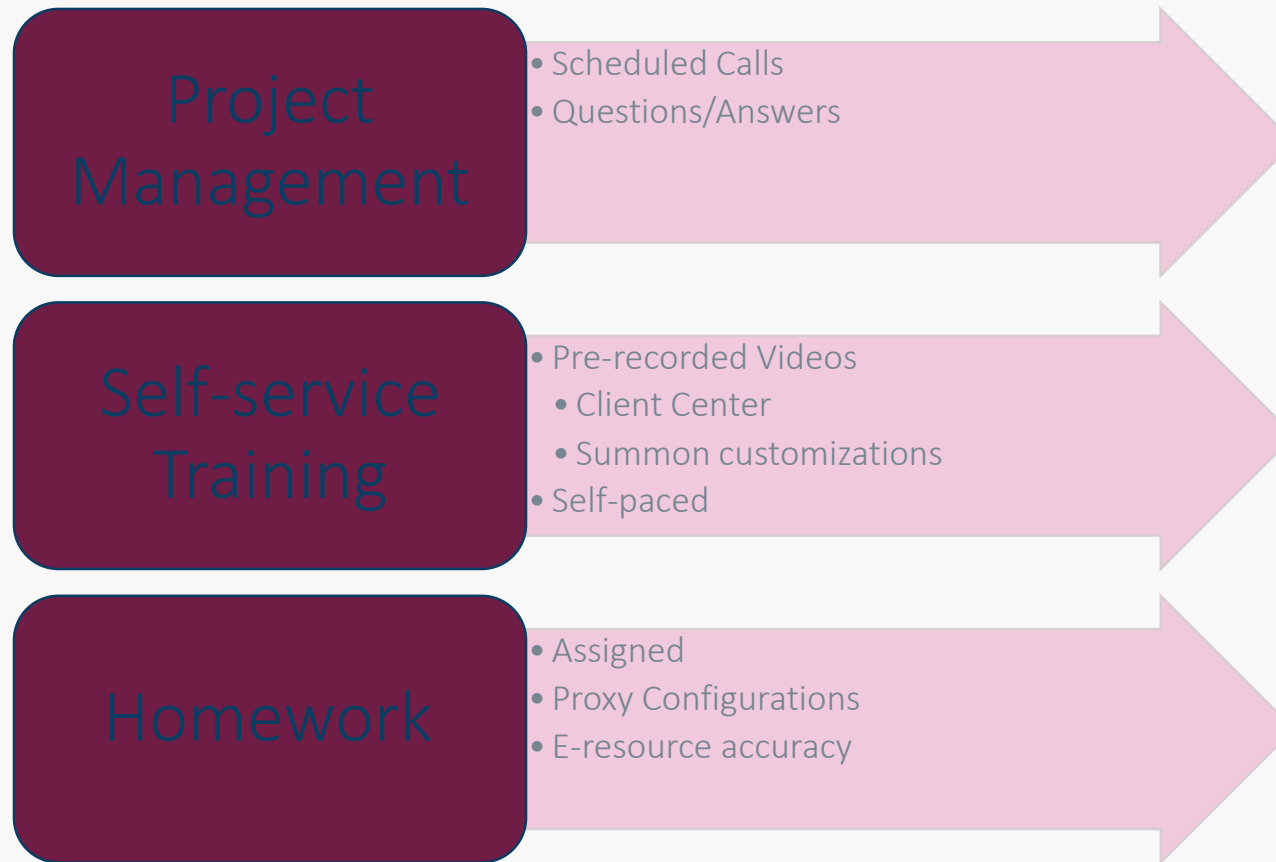 Project
Management
• Scheduled Calls
• Questions/Answers
Self-service
Training
• Pre-recorded Videos
• Client Center
• Summon customizations
• Self-paced
Homework
• Assigned
• Proxy Configurations
• E-resource accuracy